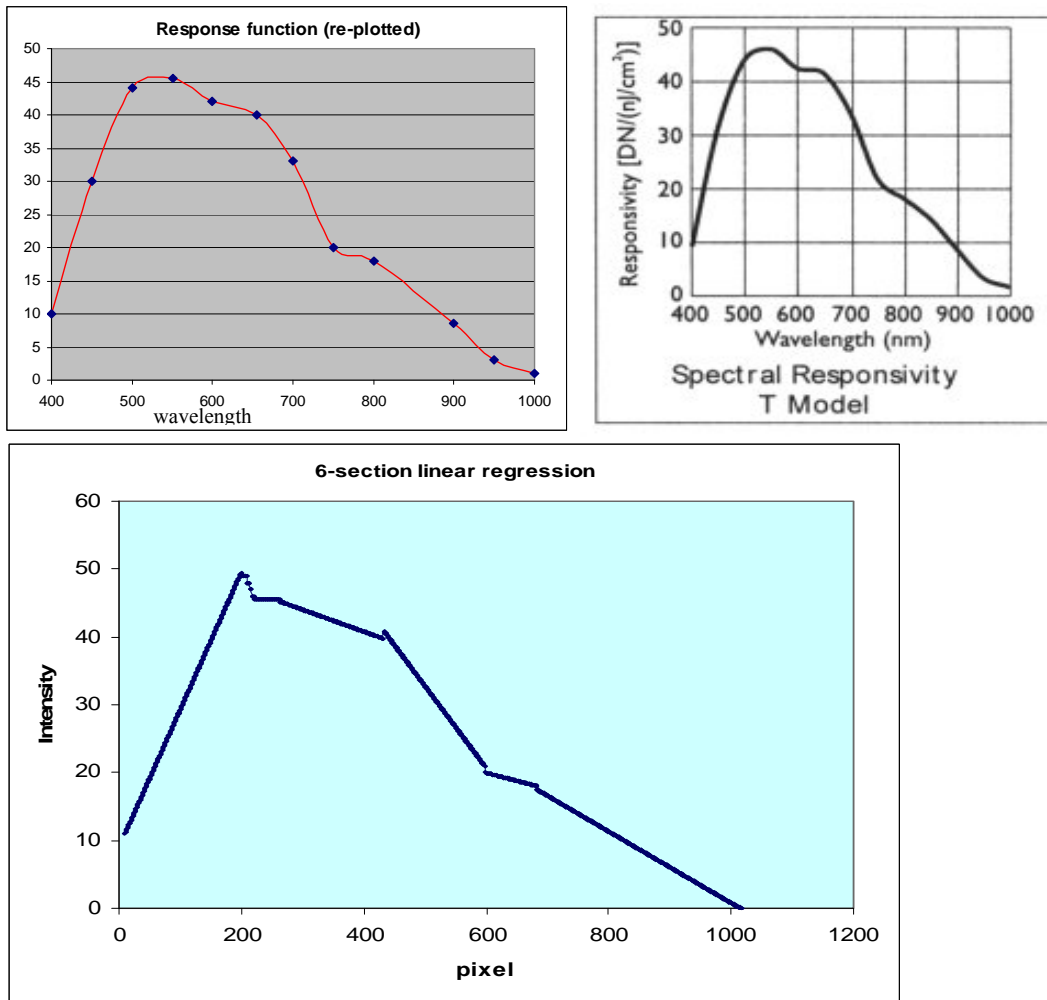 Response function (re-plotted)
50
45
40
35
30
25
20
15
10
5
0
400 500 600 700 800 900 1000
wavelength
Responsivity [DN/(nJ/cm²)]
50
40
30
20
10
0
400 500 600 700 800 900 1000
Wavelength (nm)
Spectral Responsivity
T Model
6-section linear regression
Intensity
60
50
40
30
20
10
0
0 200 400 600 800 1000 1200
pixel